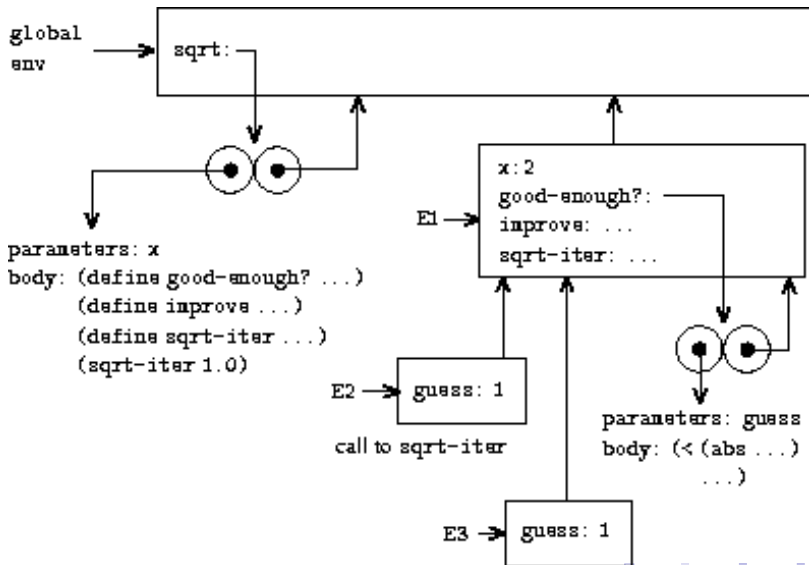 global
env
sqrt:
x:2
good-enough?:
improve: ...
sqrt-iter: ...
E1
parameters: x
body: (define good-enough? ...)
(define improve ...)
(define sqrt-iter ...)
(sqrt-iter 1.0)
E2
guess: 1
call to sqrt-iter
parameters: guess
body: (< (abs ...)
...)
E3
guess: 1